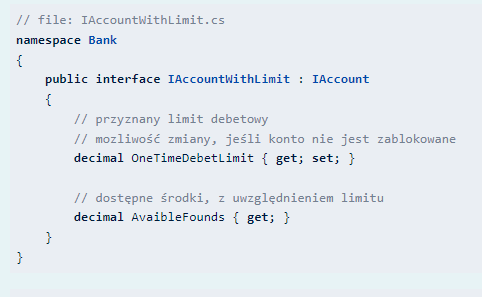 // file: IAccountWithLimit.cs
namespace Bank
{
    public interface IAccountWithLimit : IAccount
    {
        // przyznany limit debetowy
        // mozliwość zmiany, jeśli konto nie jest zablokowane
        decimal OneTimeDebetLimit { get; set; }

        // dostępne środki, z uwzględnieniem limitu
        decimal AvaibleFounds { get; }
    }
}